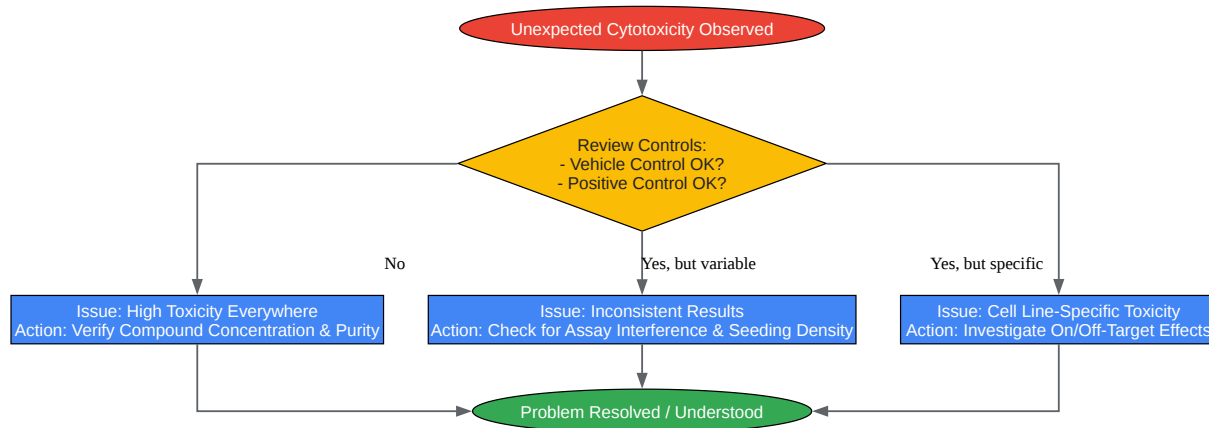 Unexpected Cytotoxicity Observed
Review Controls:
- Vehicle Control OK?
- Positive Control OK?
No
Yes, but variable
Yes, but specific
Issue: High Toxicity Everywhere
Action: Verify Compound Concentration & Purity
Issue: Inconsistent Results
Action: Check for Assay Interference & Seeding Density
Issue: Cell Line-Specific Toxicity
Action: Investigate On/Off-Target Effects
Problem Resolved / Understood